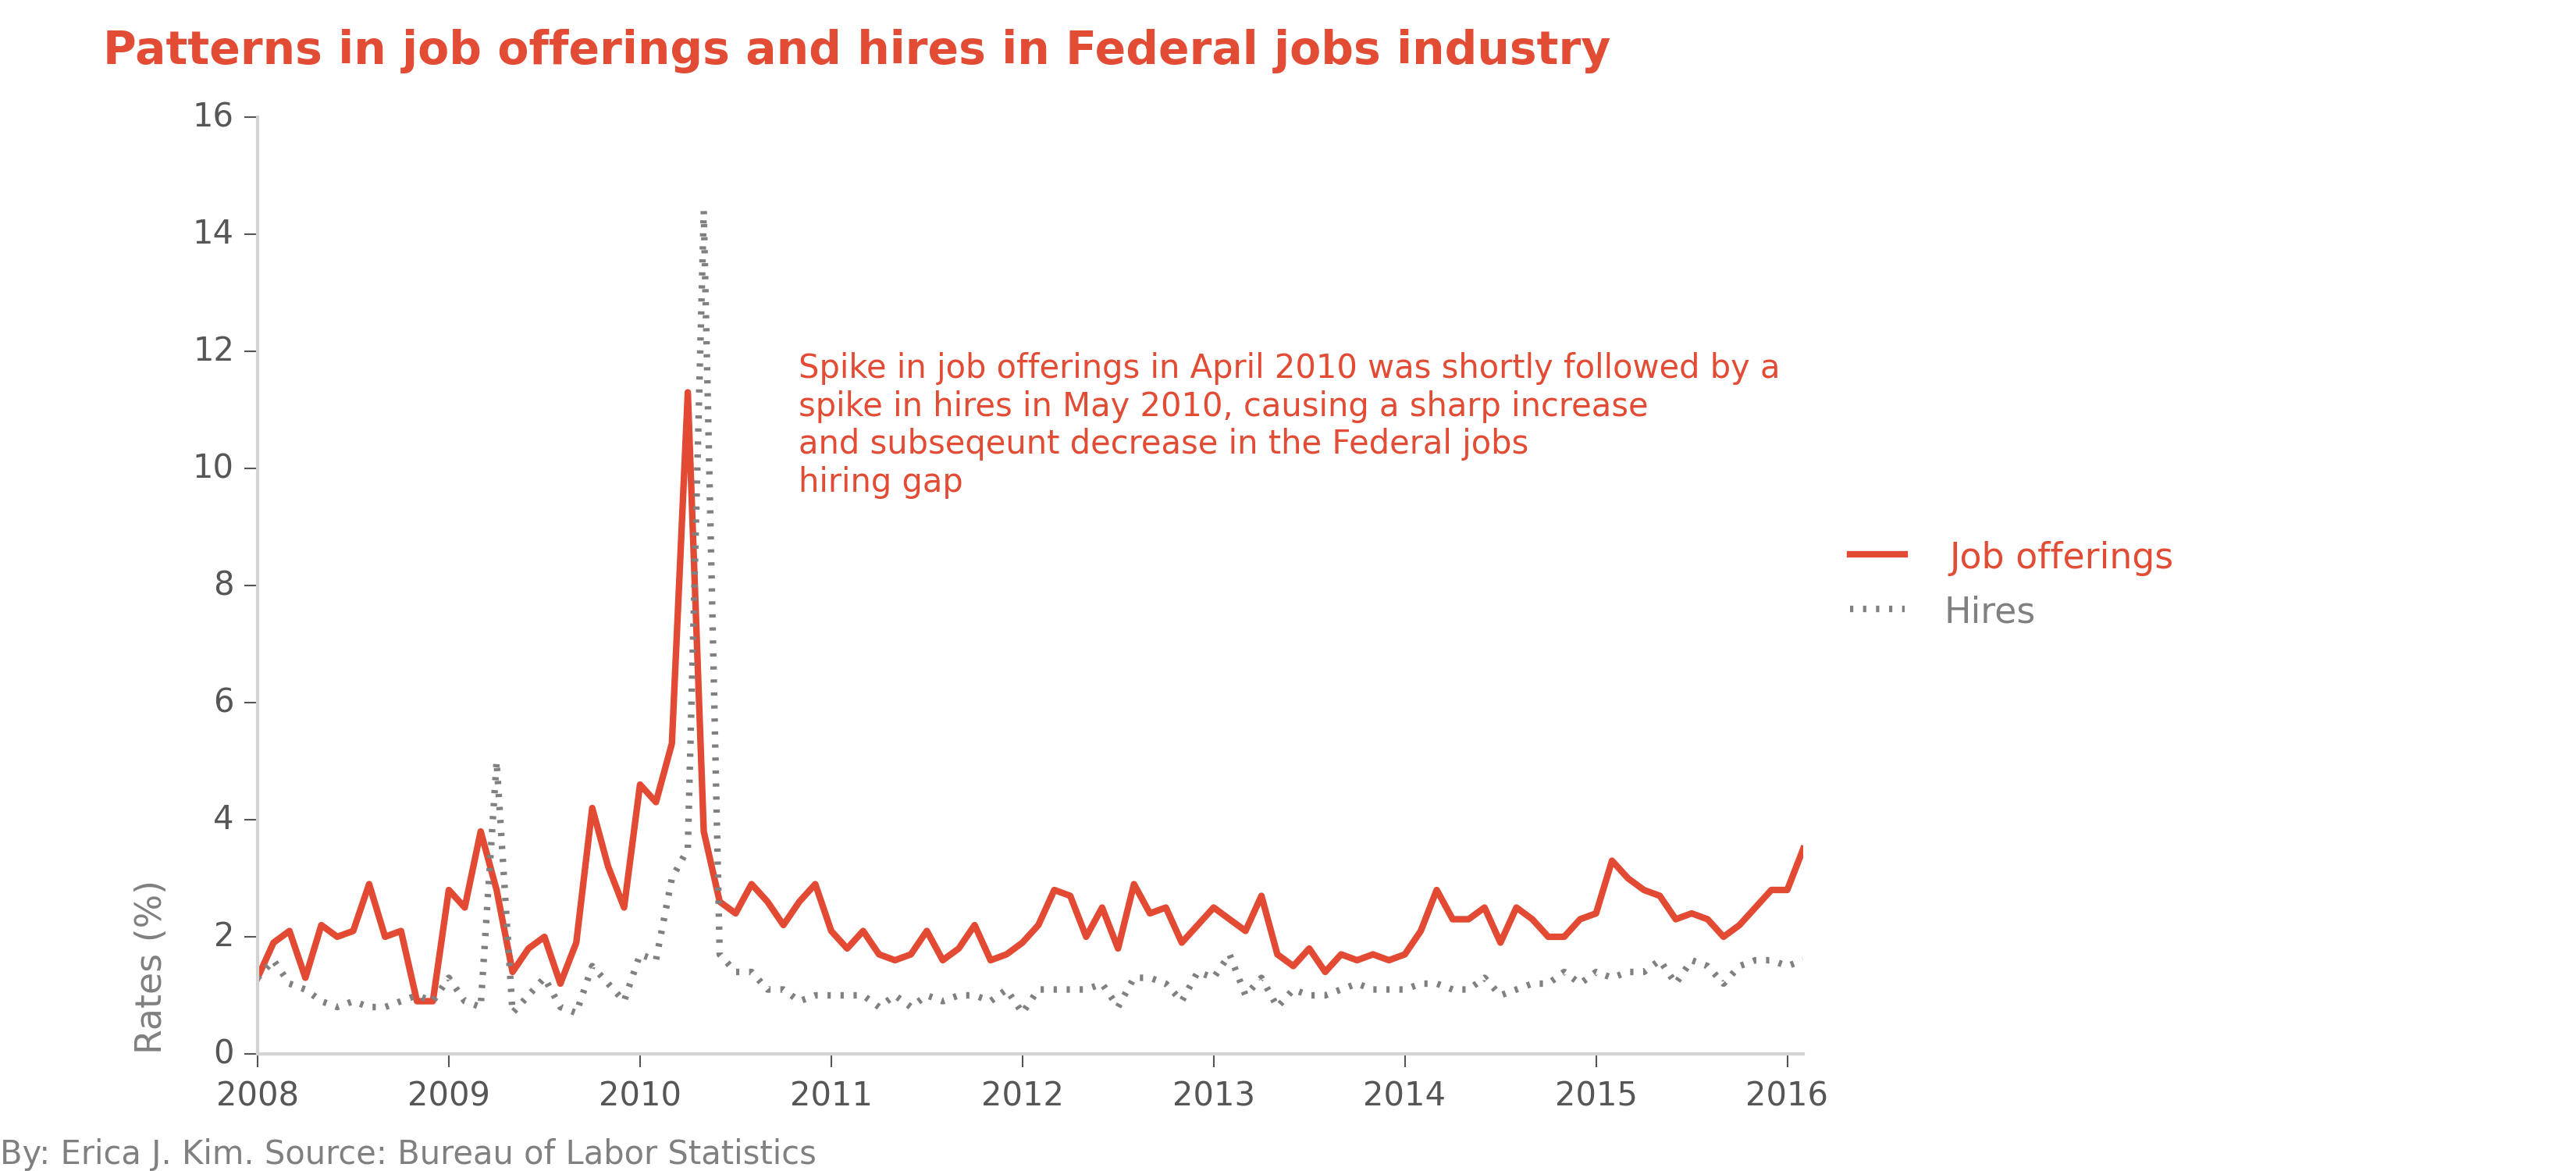 Patterns in job offerings and hires in Federal jobs industry
16
14
12
10
8
6
4
2
0
Rates (%)
Spike in job offerings in April 2010 was shortly followed by a
spike in hires in May 2010, causing a sharp increase
and subseqeunt decrease in the Federal jobs
hiring gap
Job offerings
Hires
2008 2009 2010 2011 2012 2013 2014 2015 2016
By: Erica J. Kim. Source: Bureau of Labor Statistics